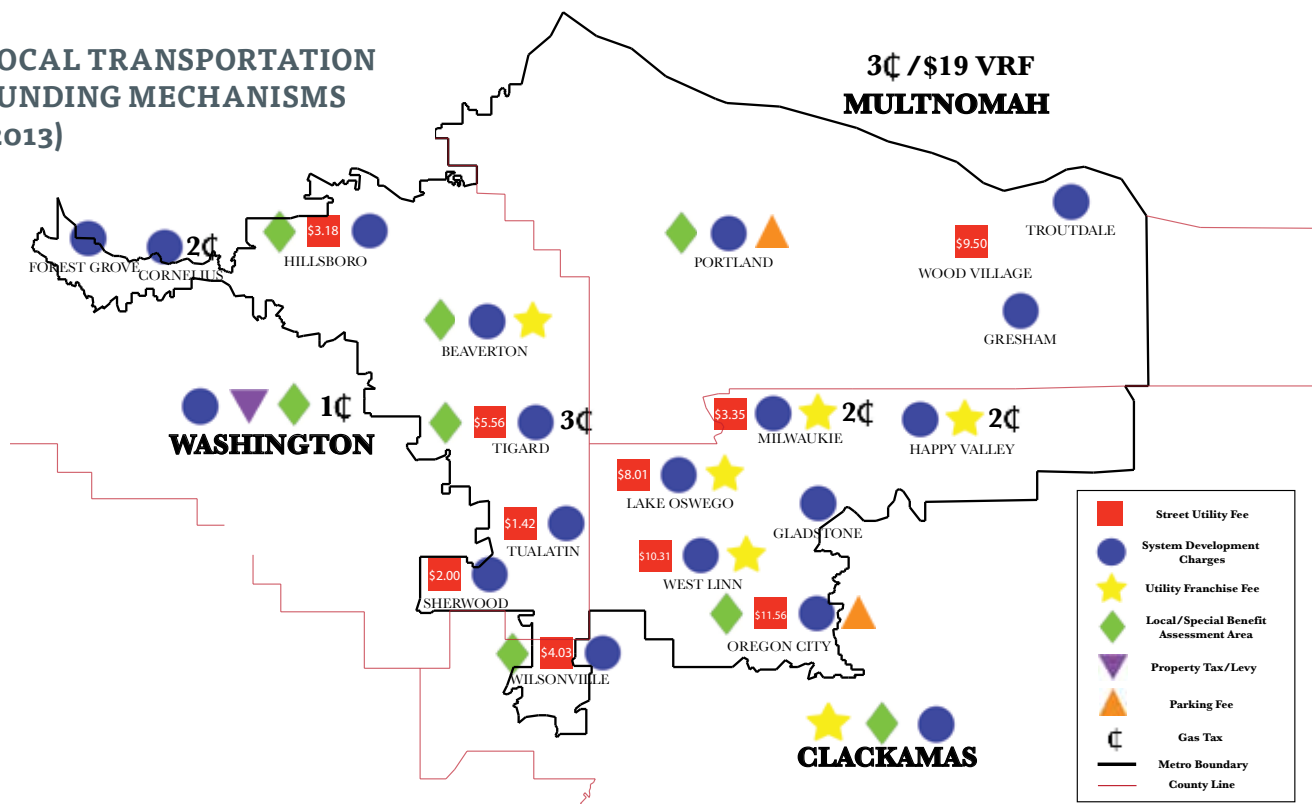 OCAL TRANSPORTATION
UNDING MECHANISMS
2013)
3¢/$19 VRF
MULTNOMAH
TROUTDALE
$9.50
WOOD VILLAGE
GRESHAM
FOREST GROVE
2¢
CORNELIUS
$3.18
HILLSBORO
PORTLAND
BEAVERTON
1¢
WASHINGTON
$5.56
3¢
TIGARD
$3.35
2¢
MILWAUKIE
2¢
HAPPY VALLEY
$8.01
LAKE OSWEGO
GLADSTONE
$1.42
TUALATIN
$10.31
WEST LINN
$2.00
SHERWOOD
$11.56
OREGON CITY
$4.03
WILSONVILLE
CLACKAMAS
Street Utility Fee
System Development
Charges
Utility Franchise Fee
Local/Special Benefit
Assessment Area
Property Tax/Levy
Parking Fee
¢ Gas Tax
Metro Boundary
County Line